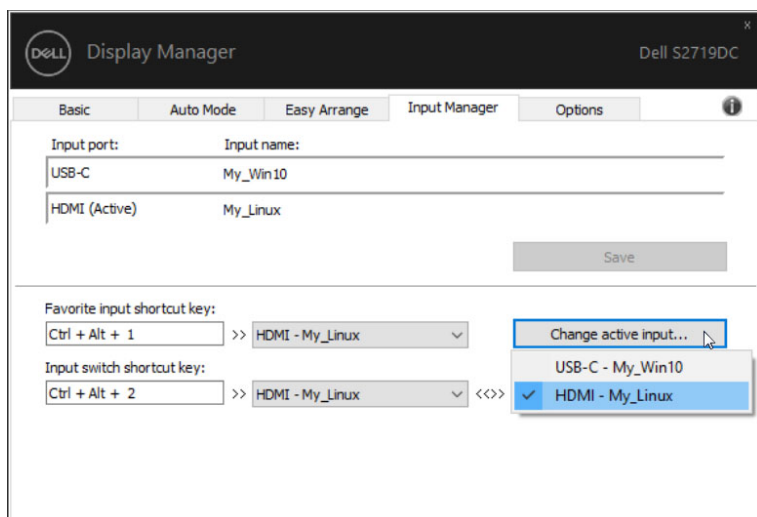 x
DELL Display Manager Dell S2719DC
Basic Auto Mode Easy Arrange Input Manager Options i
Input port: Input name:
USB-C My_Win10
HDMI (Active) My_Linux
Save
Favorite input shortcut key:
Ctrl + Alt + 1 >> HDMI - My_Linux Change active input...
Input switch shortcut key: USB-C - My_Win10
Ctrl + Alt + 2 >> HDMI - My_Linux <<>> ✓ HDMI - My_Linux